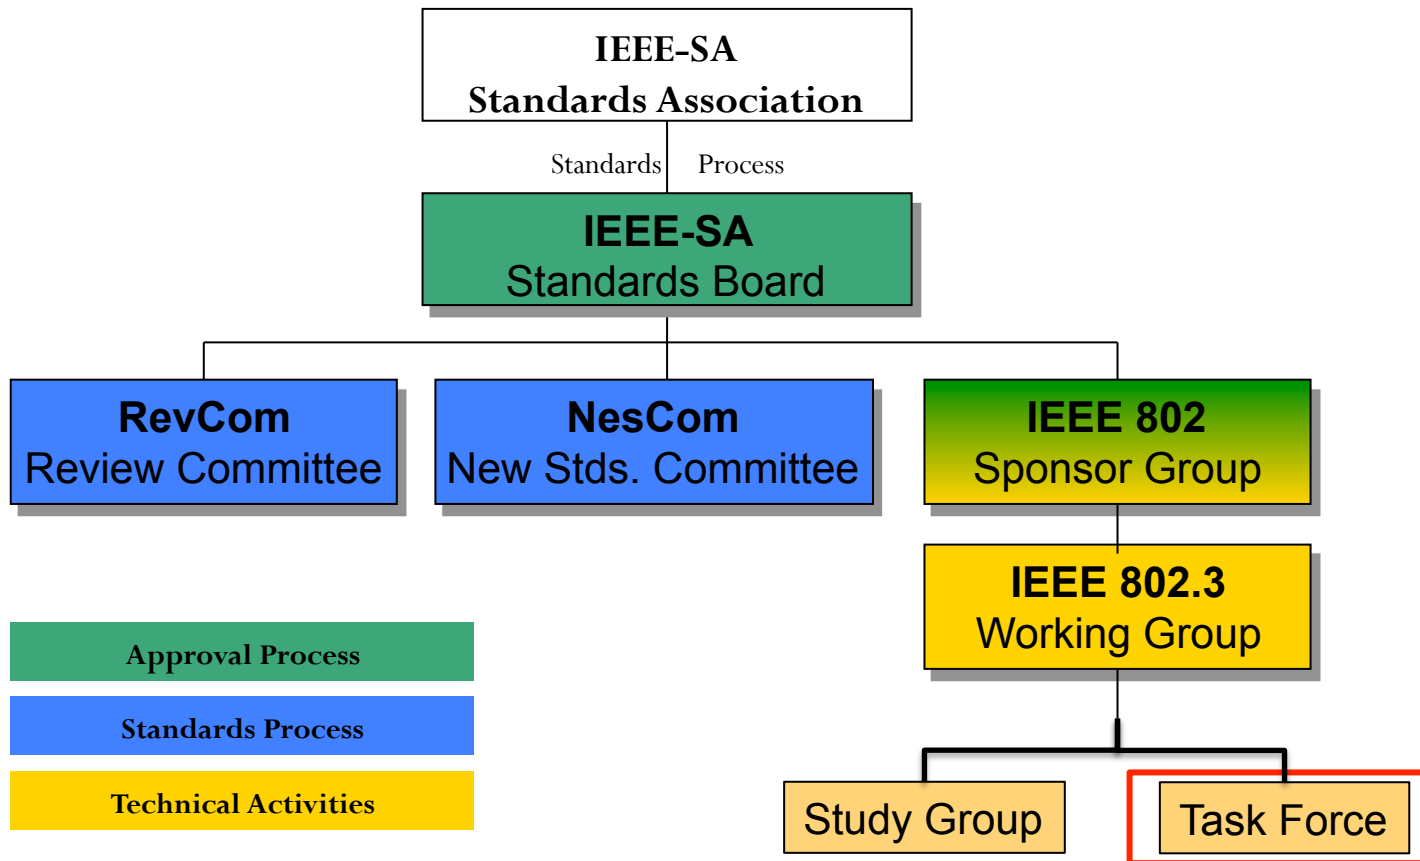 IEEE-SA
Standards Association
Standards Process
IEEE-SA
Standards Board
RevCom
Review Committee
NesCom
New Stds. Committee
IEEE 802
Sponsor Group
IEEE 802.3
Working Group
Approval Process
Standards Process
Technical Activities
Study Group
Task Force